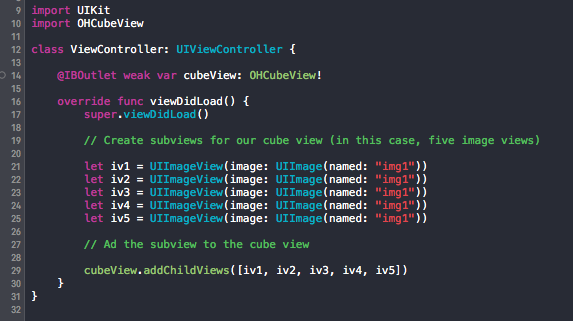 9 import UIKit
10 import OHCubeView
11
12 class ViewController: UIViewController {
13
14     @IBOutlet weak var cubeView: OHCubeView!
15
16     override func viewDidLoad() {
17         super.viewDidLoad()
18
19         // Create subviews for our cube view (in this case, five image views)
20
21         let iv1 = UIImageView(image: UIImage(named: "img1"))
22         let iv2 = UIImageView(image: UIImage(named: "img1"))
23         let iv3 = UIImageView(image: UIImage(named: "img1"))
24         let iv4 = UIImageView(image: UIImage(named: "img1"))
25         let iv5 = UIImageView(image: UIImage(named: "img1"))
26
27         // Ad the subview to the cube view
28
29         cubeView.addChildViews([iv1, iv2, iv3, iv4, iv5])
30     }
31 }
32